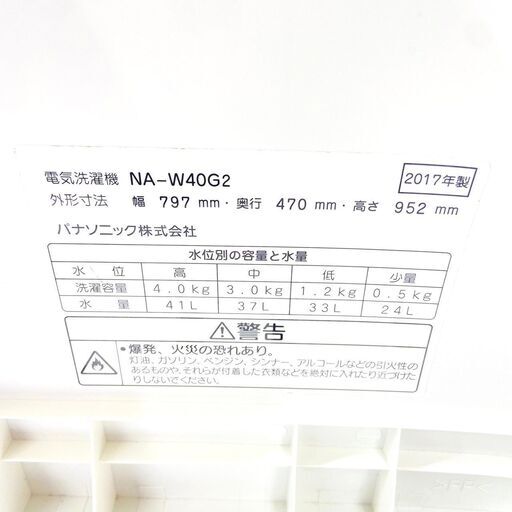 電気洗濯機 NA-W40G2 2017年製
外形寸法 幅 797 mm・奥行 470 mm・高さ 952 mm
パナソニック株式会社
水位別の容量と水量
水 位 高 中 低 少量
洗濯容量 4.0kg 3.0kg 1.2kg 0.5kg
水 量 41L 37L 33L 24L
警告
・爆発、火災の恐れあり。
灯油、ガソリン、ベンジン、シンナー、アルコールなどの引火性の
あるものや、それらが付着した衣類などを絶対に入れたり近づけた
りしないでください。
>PP<